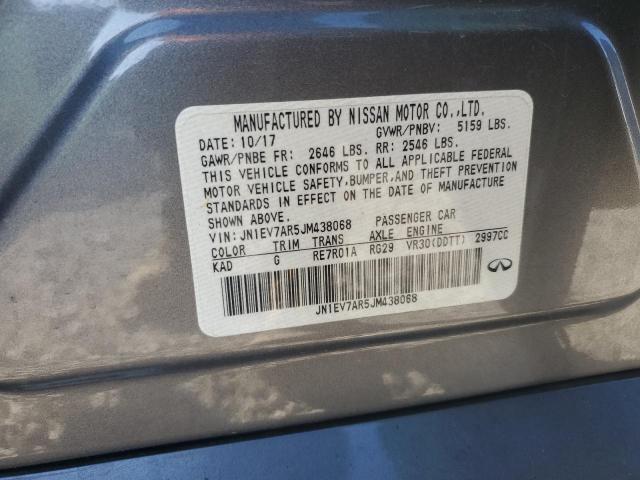 MANUFACTURED BY NISSAN MOTOR CO.,LTD.
DATE: 10/17 GVWR/PNBV: 5159 LBS.
GAWR/PNBE FR: 2646 LBS. RR: 2546 LBS.
THIS VEHICLE CONFORMS TO ALL APPLICABLE FEDERAL
MOTOR VEHICLE SAFETY,BUMPER,AND THEFT PREVENTION
STANDARDS IN EFFECT ON THE DATE OF MANUFACTURE
SHOWN ABOVE.
VIN: JN1EV7AR5JM438068 PASSENGER CAR
COLOR TRIM TRANS AXLE ENGINE
KAD G RE7R01A RG29 VR30(DDTT) 2997CC
JN1EV7AR5JM438068